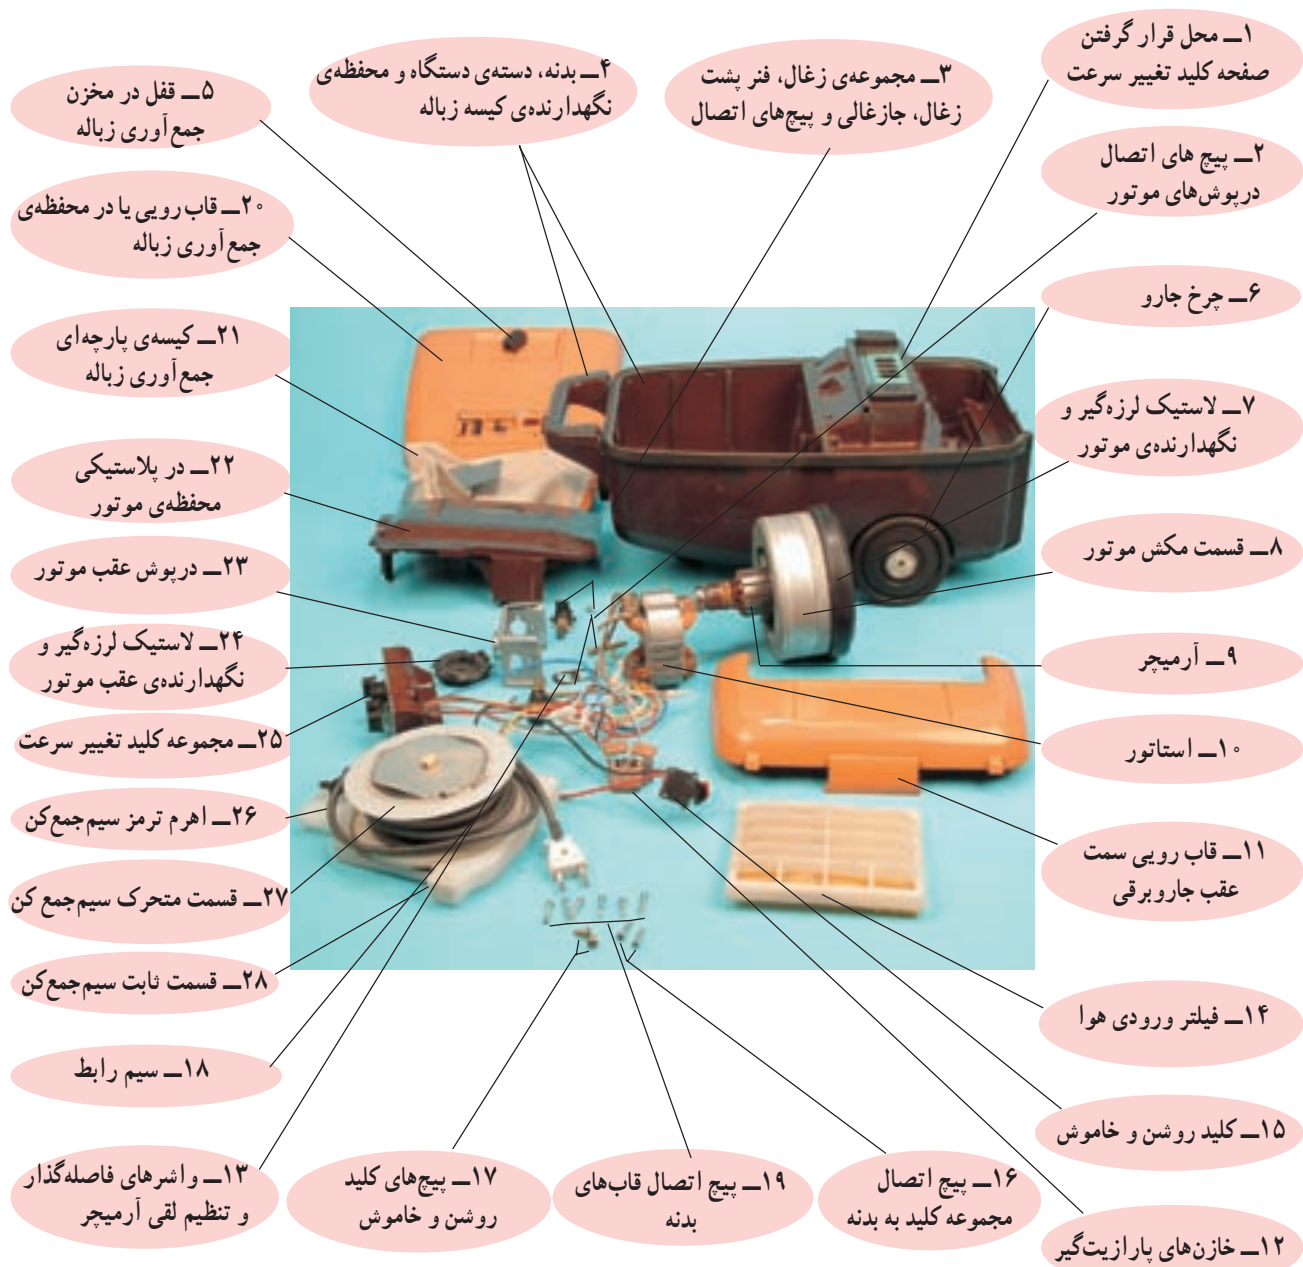 ۱ــ محل قرار گرفتن
صفحه کلید تغییر سرعت
۲ــ پیچ های اتصال
درپوش‌های موتور
۳ــ مجموعه‌ی زغال، فنر پشت
زغال، جازغالی و پیچ‌های اتصال
۴ــ بدنه، دسته‌ی دستگاه و محفظه‌ی
نگهدارنده‌ی کیسه زباله
۵ــ قفل در مخزن
جمع‌آوری زباله
۲۰ــ قاب رویی یا در محفظه‌ی
جمع‌آوری زباله
۶ــ چرخ جارو
۲۱ــ کیسه‌ی پارچه‌ای
جمع‌آوری زباله
۷ــ لاستیک لرزه‌گیر و
نگهدارنده‌ی موتور
۲۲ــ در پلاستیکی
محفظه‌ی موتور
۸ــ قسمت مکش موتور
۲۳ــ درپوش عقب موتور
۹ــ آرمیچر
۲۴ــ لاستیک لرزه‌گیر و
نگهدارنده‌ی عقب موتور
۱۰ــ استاتور
۲۵ــ مجموعه کلید تغییر سرعت
۲۶ــ اهرم ترمز سیم‌جمع‌کن
۱۱ــ قاب رویی سمت
عقب جاروبرقی
۲۷ــ قسمت متحرک سیم‌جمع کن
۲۸ــ قسمت ثابت سیم‌جمع‌کن
۱۴ــ فیلتر ورودی هوا
۱۸ــ سیم رابط
۱۵ــ کلید روشن و خاموش
۱۶ــ پیچ اتصال
مجموعه کلید به بدنه
۱۹ــ پیچ اتصال قاب‌های
بدنه
۱۷ــ پیچ‌های کلید
روشن و خاموش
۱۳ــ واشرهای فاصله‌گذار
و تنظیم لقی آرمیچر
۱۲ــ خازن‌های پارازیت‌گیر